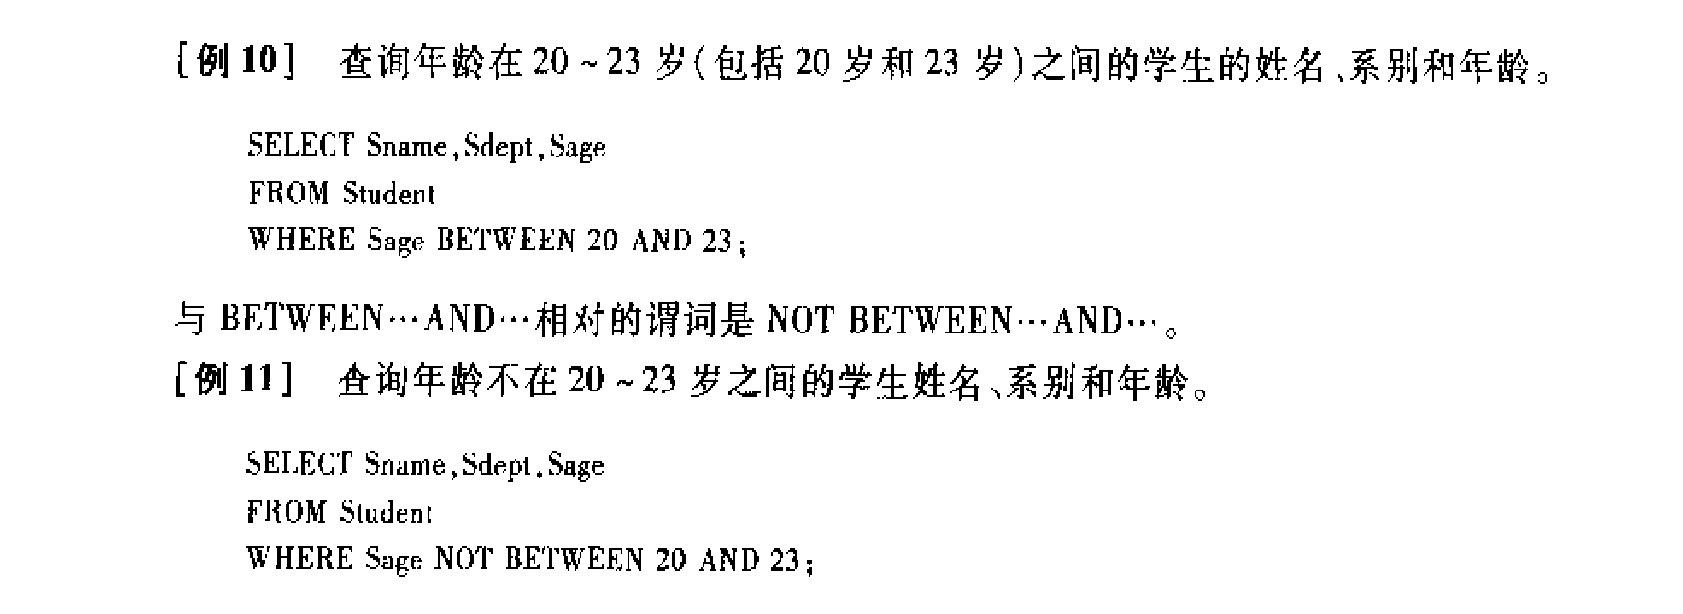 [例 10] 查询年龄在 20 ~ 23 岁(包括 20 岁和 23 岁)之间的学生的姓名、系别和年龄。
SELECT Sname,Sdept,Sage
FROM Student
WHERE Sage BETWEEN 20 AND 23;
与 BETWEEN…AND…相对的谓词是 NOT BETWEEN…AND…。
[例 11] 查询年龄不在 20 ~ 23 岁之间的学生姓名、系别和年龄。
SELECT Sname,Sdept,Sage
FROM Student
WHERE Sage NOT BETWEEN 20 AND 23;